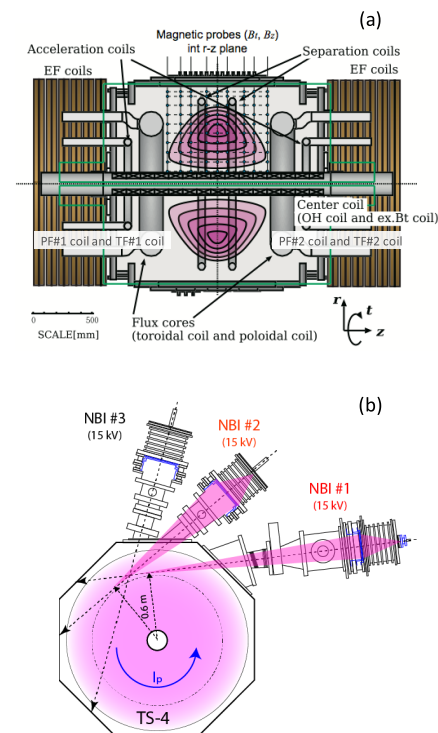 (a)
Magnetic probes (Bt, Bz)
int r-z plane
Acceleration coils
Separation coils
EF coils
EF coils
Center coil
(OH coil and ex.Bt coil)
PF#1 coil and TF#1 coil
PF#2 coil and TF#2 coil
0
500
SCALE[mm]
Flux cores
(toroidal coil and poloidal coil)
r
t
z
(b)
NBI #3
(15 kV)
NBI #2
(15 kV)
NBI #1
(15 kV)
0.6 m
Ip
TS-4